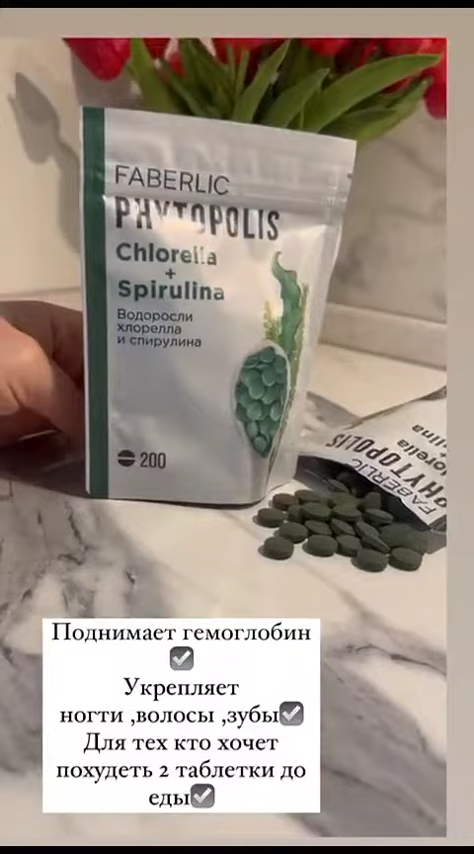 FABERLIC
PHYTOPOLIS
Chlorella
+
Spirulina
Водоросли
хлорелла
и спирулина
200
FABERLIC
PHYTOPOLIS
Поднимает гемоглобин
☑
Укрепляет
ногти ,волосы ,зубы☑
Для тех кто хочет
похудеть 2 таблетки до
еды☑